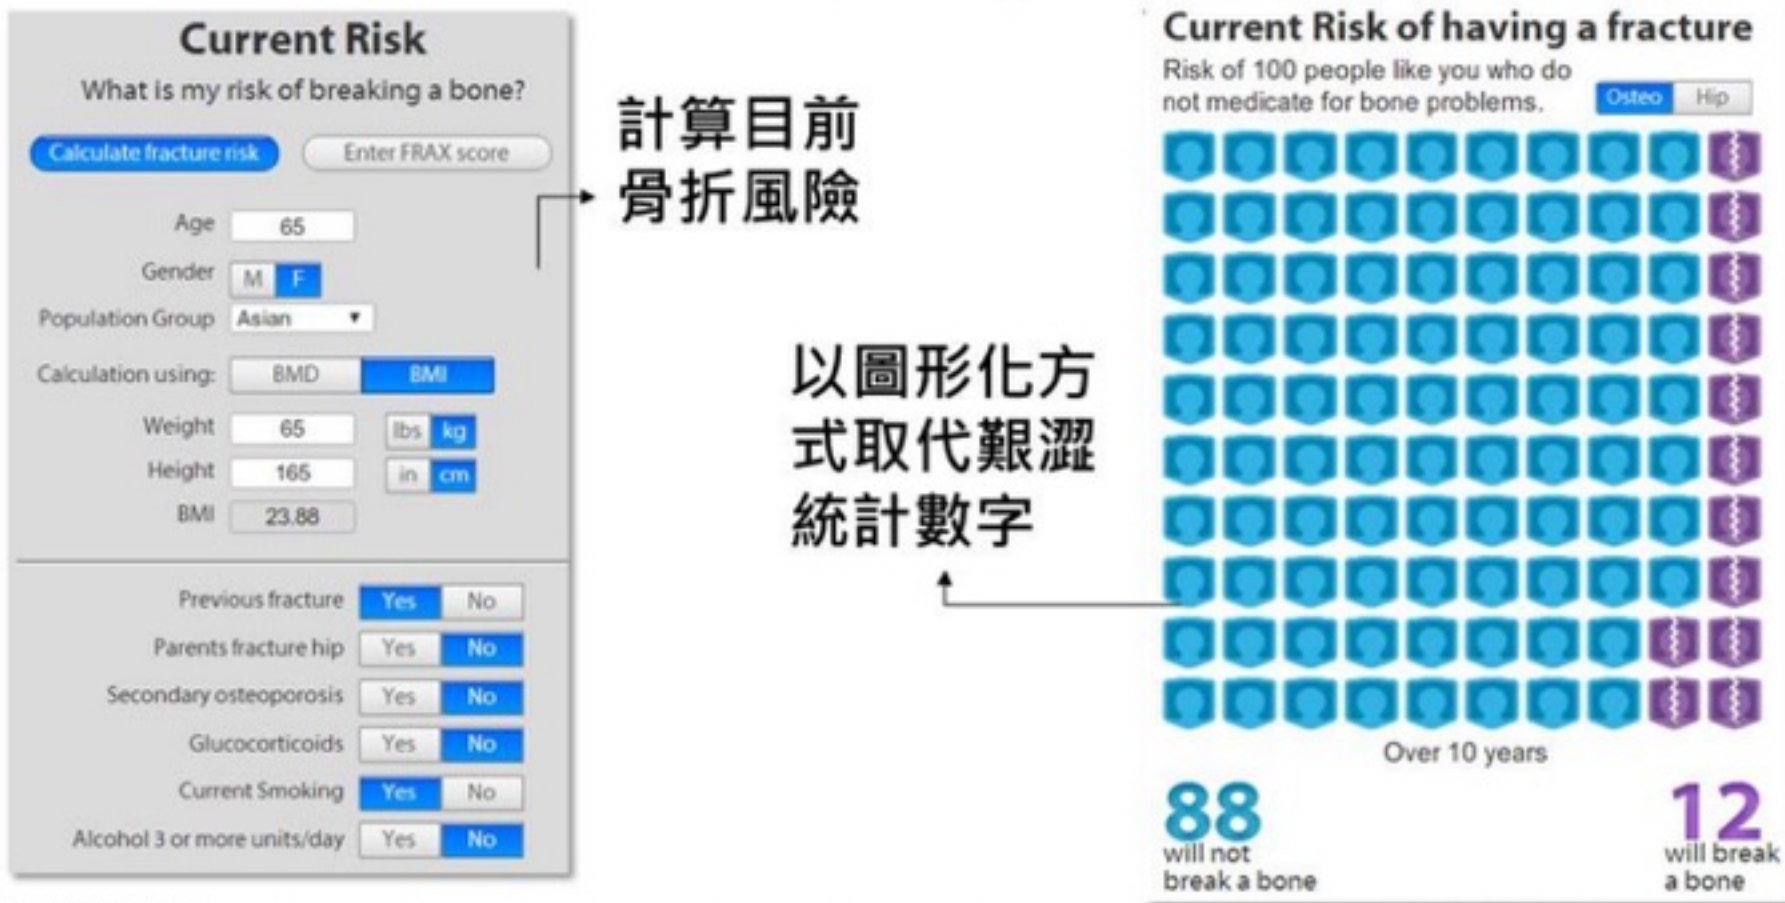 Current Risk
What is my risk of breaking a bone?
Calculate fracture risk Enter FRAX score
Age 65
Gender M F
Population Group Asian
Calculation using: BMD BMI
Weight 65 lbs kg
Height 165 in cm
BMI 23.88
Previous fracture Yes No
Parents fracture hip Yes No
Secondary osteoporosis Yes No
Glucocorticoids Yes No
Current Smoking Yes No
Alcohol 3 or more units/day Yes No
計算目前
骨折風險
以圖形化方
式取代艱澀
統計數字
Current Risk of having a fracture
Risk of 100 people like you who do
not medicate for bone problems.
Osteo Hip
Over 10 years
88
will not
break a bone
12
will break
a bone